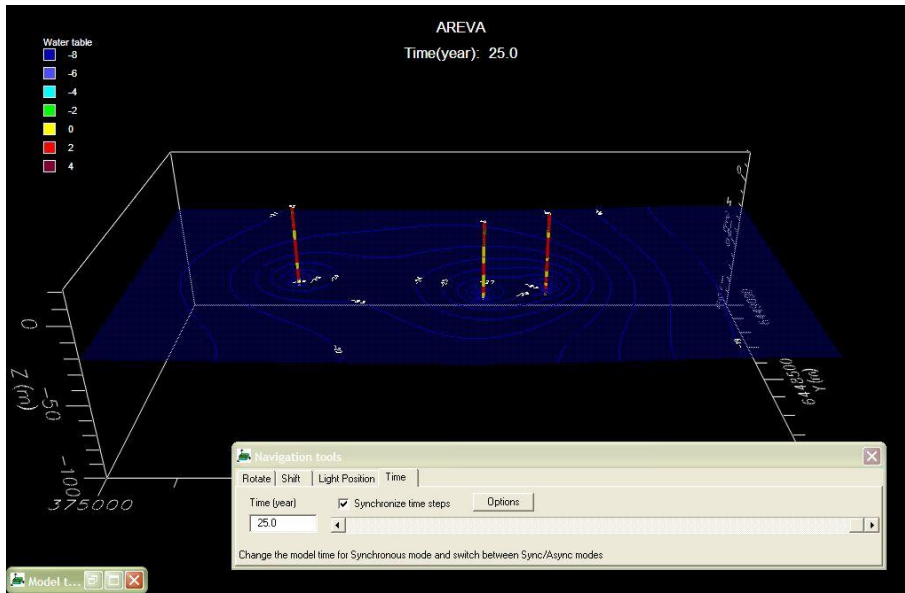 AREVA
Time(year): 25.0
Water table
-8
-6
-4
-2
0
2
4
0
-50
-100
Z (m)
375000
6448500
Y (m)
Navigation tools
Rotate Shift Light Position Time
Time (year) Synchronize time steps Options
25.0
Change the model time for Synchronous mode and switch between Sync/Async modes
Model t...